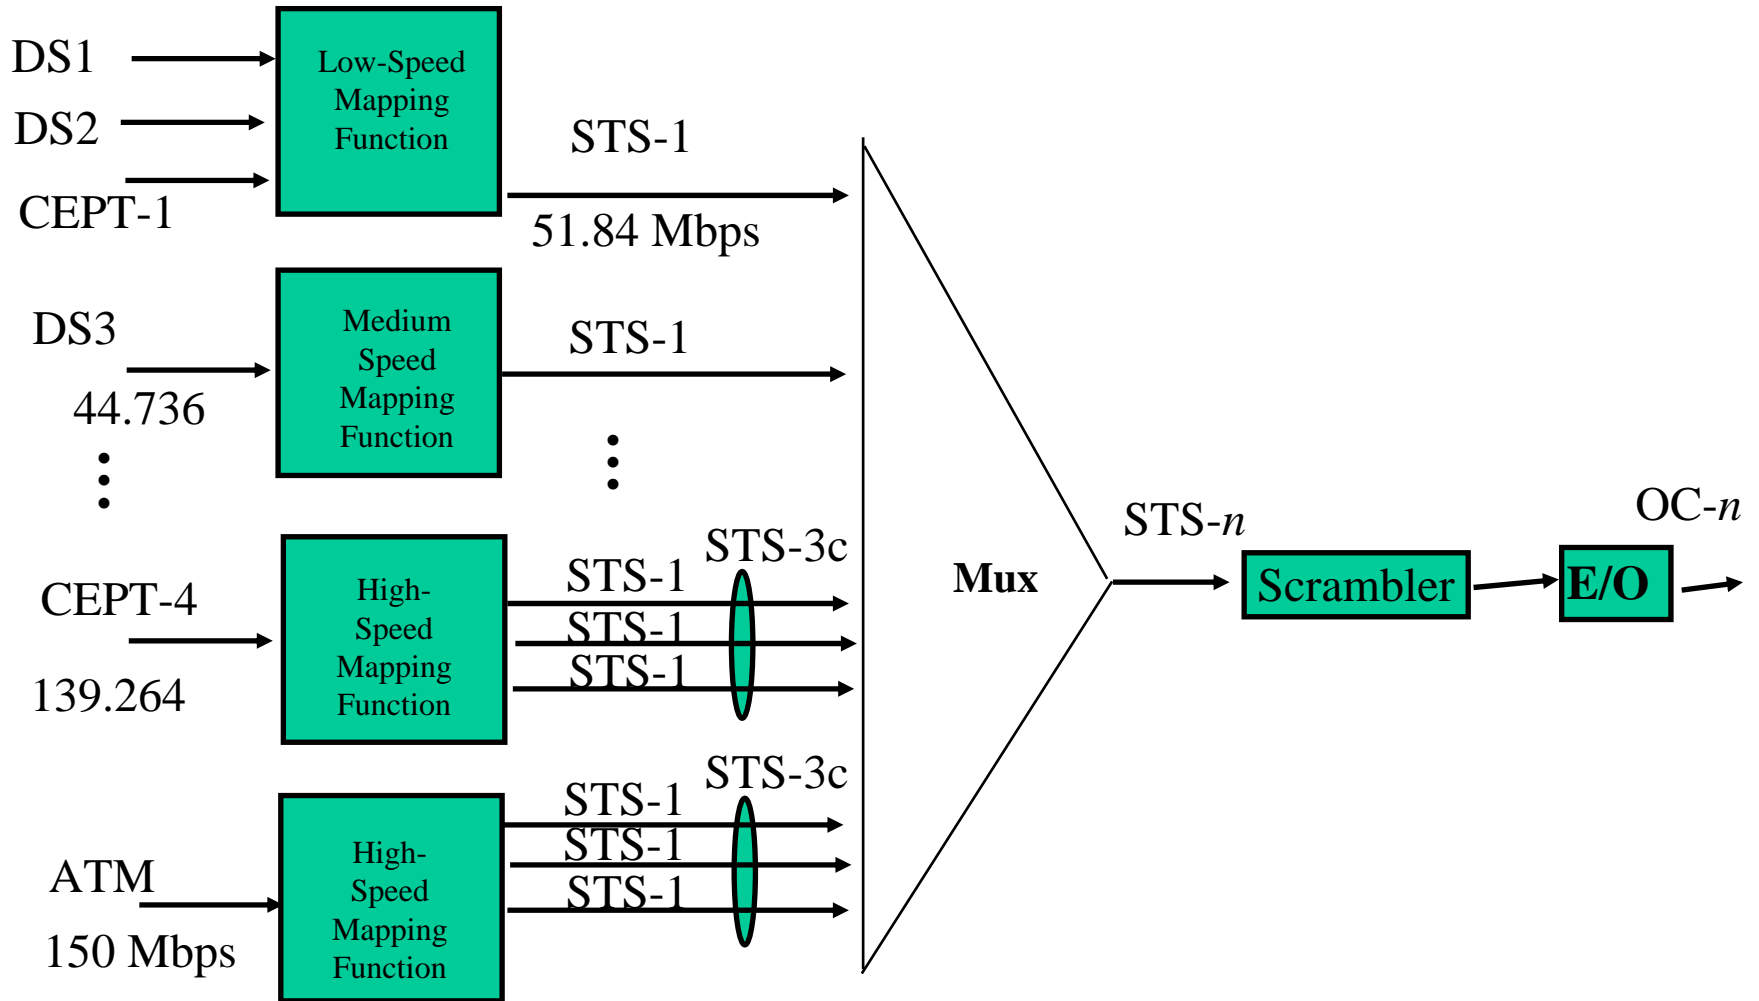 DS1
DS2
CEPT-1
Low-Speed
Mapping
Function
STS-1
51.84 Mbps
DS3
44.736
Medium
Speed
Mapping
Function
STS-1
CEPT-4
139.264
High-
Speed
Mapping
Function
STS-1
STS-1
STS-1
STS-3c
ATM
150 Mbps
High-
Speed
Mapping
Function
STS-1
STS-1
STS-1
STS-3c
Mux
STS-n
Scrambler
E/O
OC-n